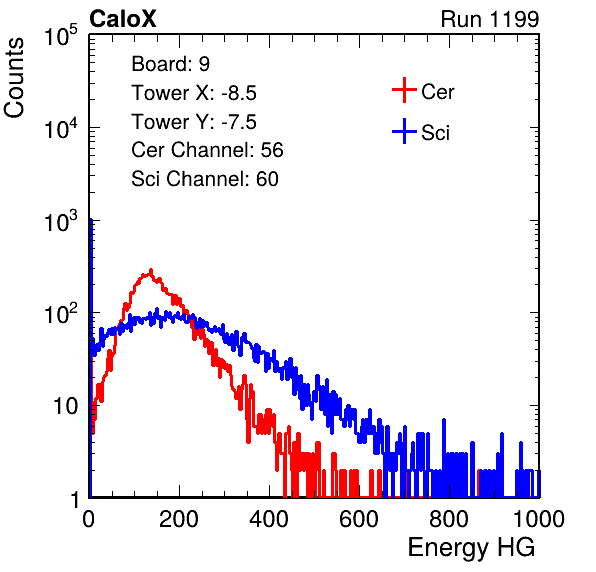 CaloX Run 1199
Counts
Board: 9
Tower X: -8.5
Tower Y: -7.5
Cer Channel: 56
Sci Channel: 60
Cer
Sci
10^5
10^4
10^3
10^2
10
1
0 200 400 600 800 1000
Energy HG